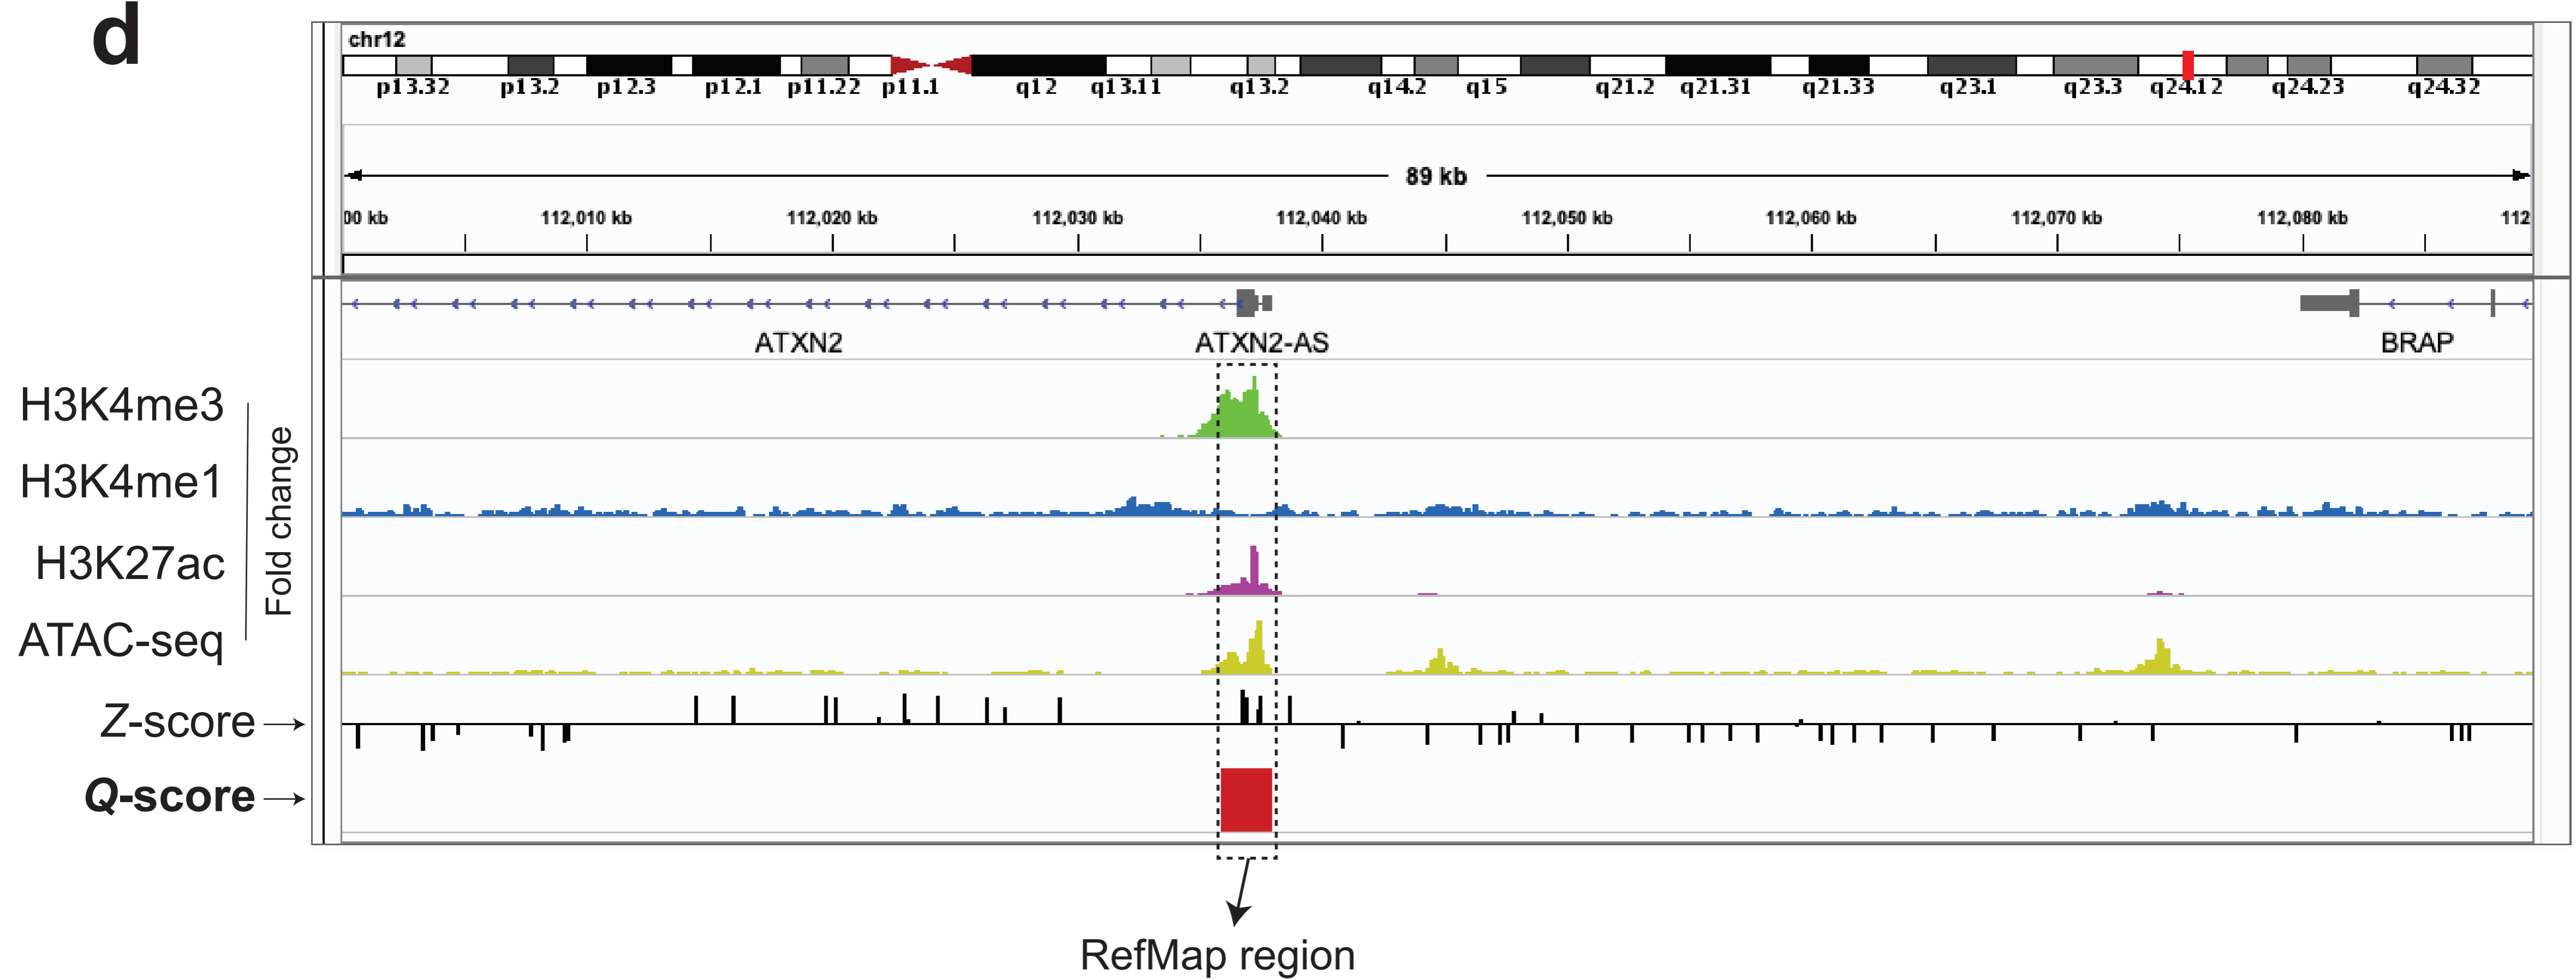 d
chr12
p13.32 p13.2 p12.3 p12.1 p11.22 p11.1 q12 q13.11 q13.2 q14.2 q15 q21.2 q21.31 q21.33 q23.1 q23.3 q24.12 q24.23 q24.32
89 kb
00 kb 112,010 kb 112,020 kb 112,030 kb 112,040 kb 112,050 kb 112,060 kb 112,070 kb 112,080 kb 112
ATXN2 ATXN2-AS BRAP
H3K4me3
H3K4me1
H3K27ac
ATAC-seq
Fold change
Z-score
Q-score
RefMap region